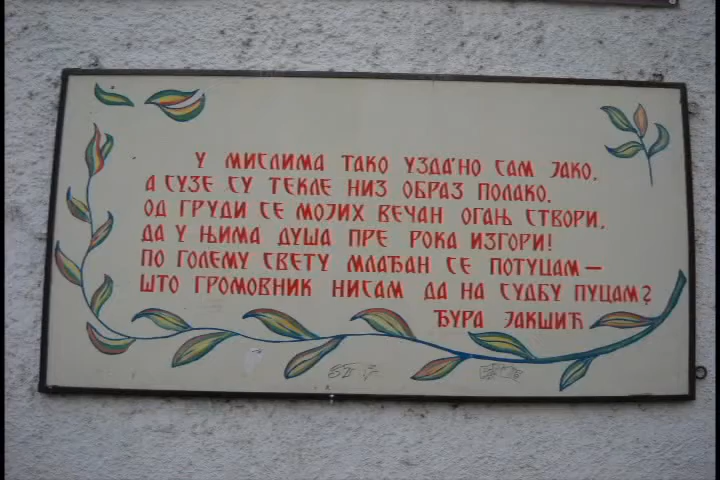 У МИСЛИМА ТАКО УЗДА'НО САМ ЈАКО.
А СУЗЕ СУ ТЕКЛЕ НИЗ ОБРАЗ ПОЛАКО.
ОД ГРУДИ СЕ МОЈИХ ВЕЧАН ОГАЊ СТВОРИ.
ДА У ЊИМА ДУША ПРЕ РОКА ИЗГОРИ!
ПО ГОЛЕМУ СВЕТУ МЛАЂАН СЕ ПОТУЦАМ —
ШТО ГРОМОВНИК НИСАМ ДА НА СУДБУ ПУЦАМ?
ЂУРА ЈАКШИЋ